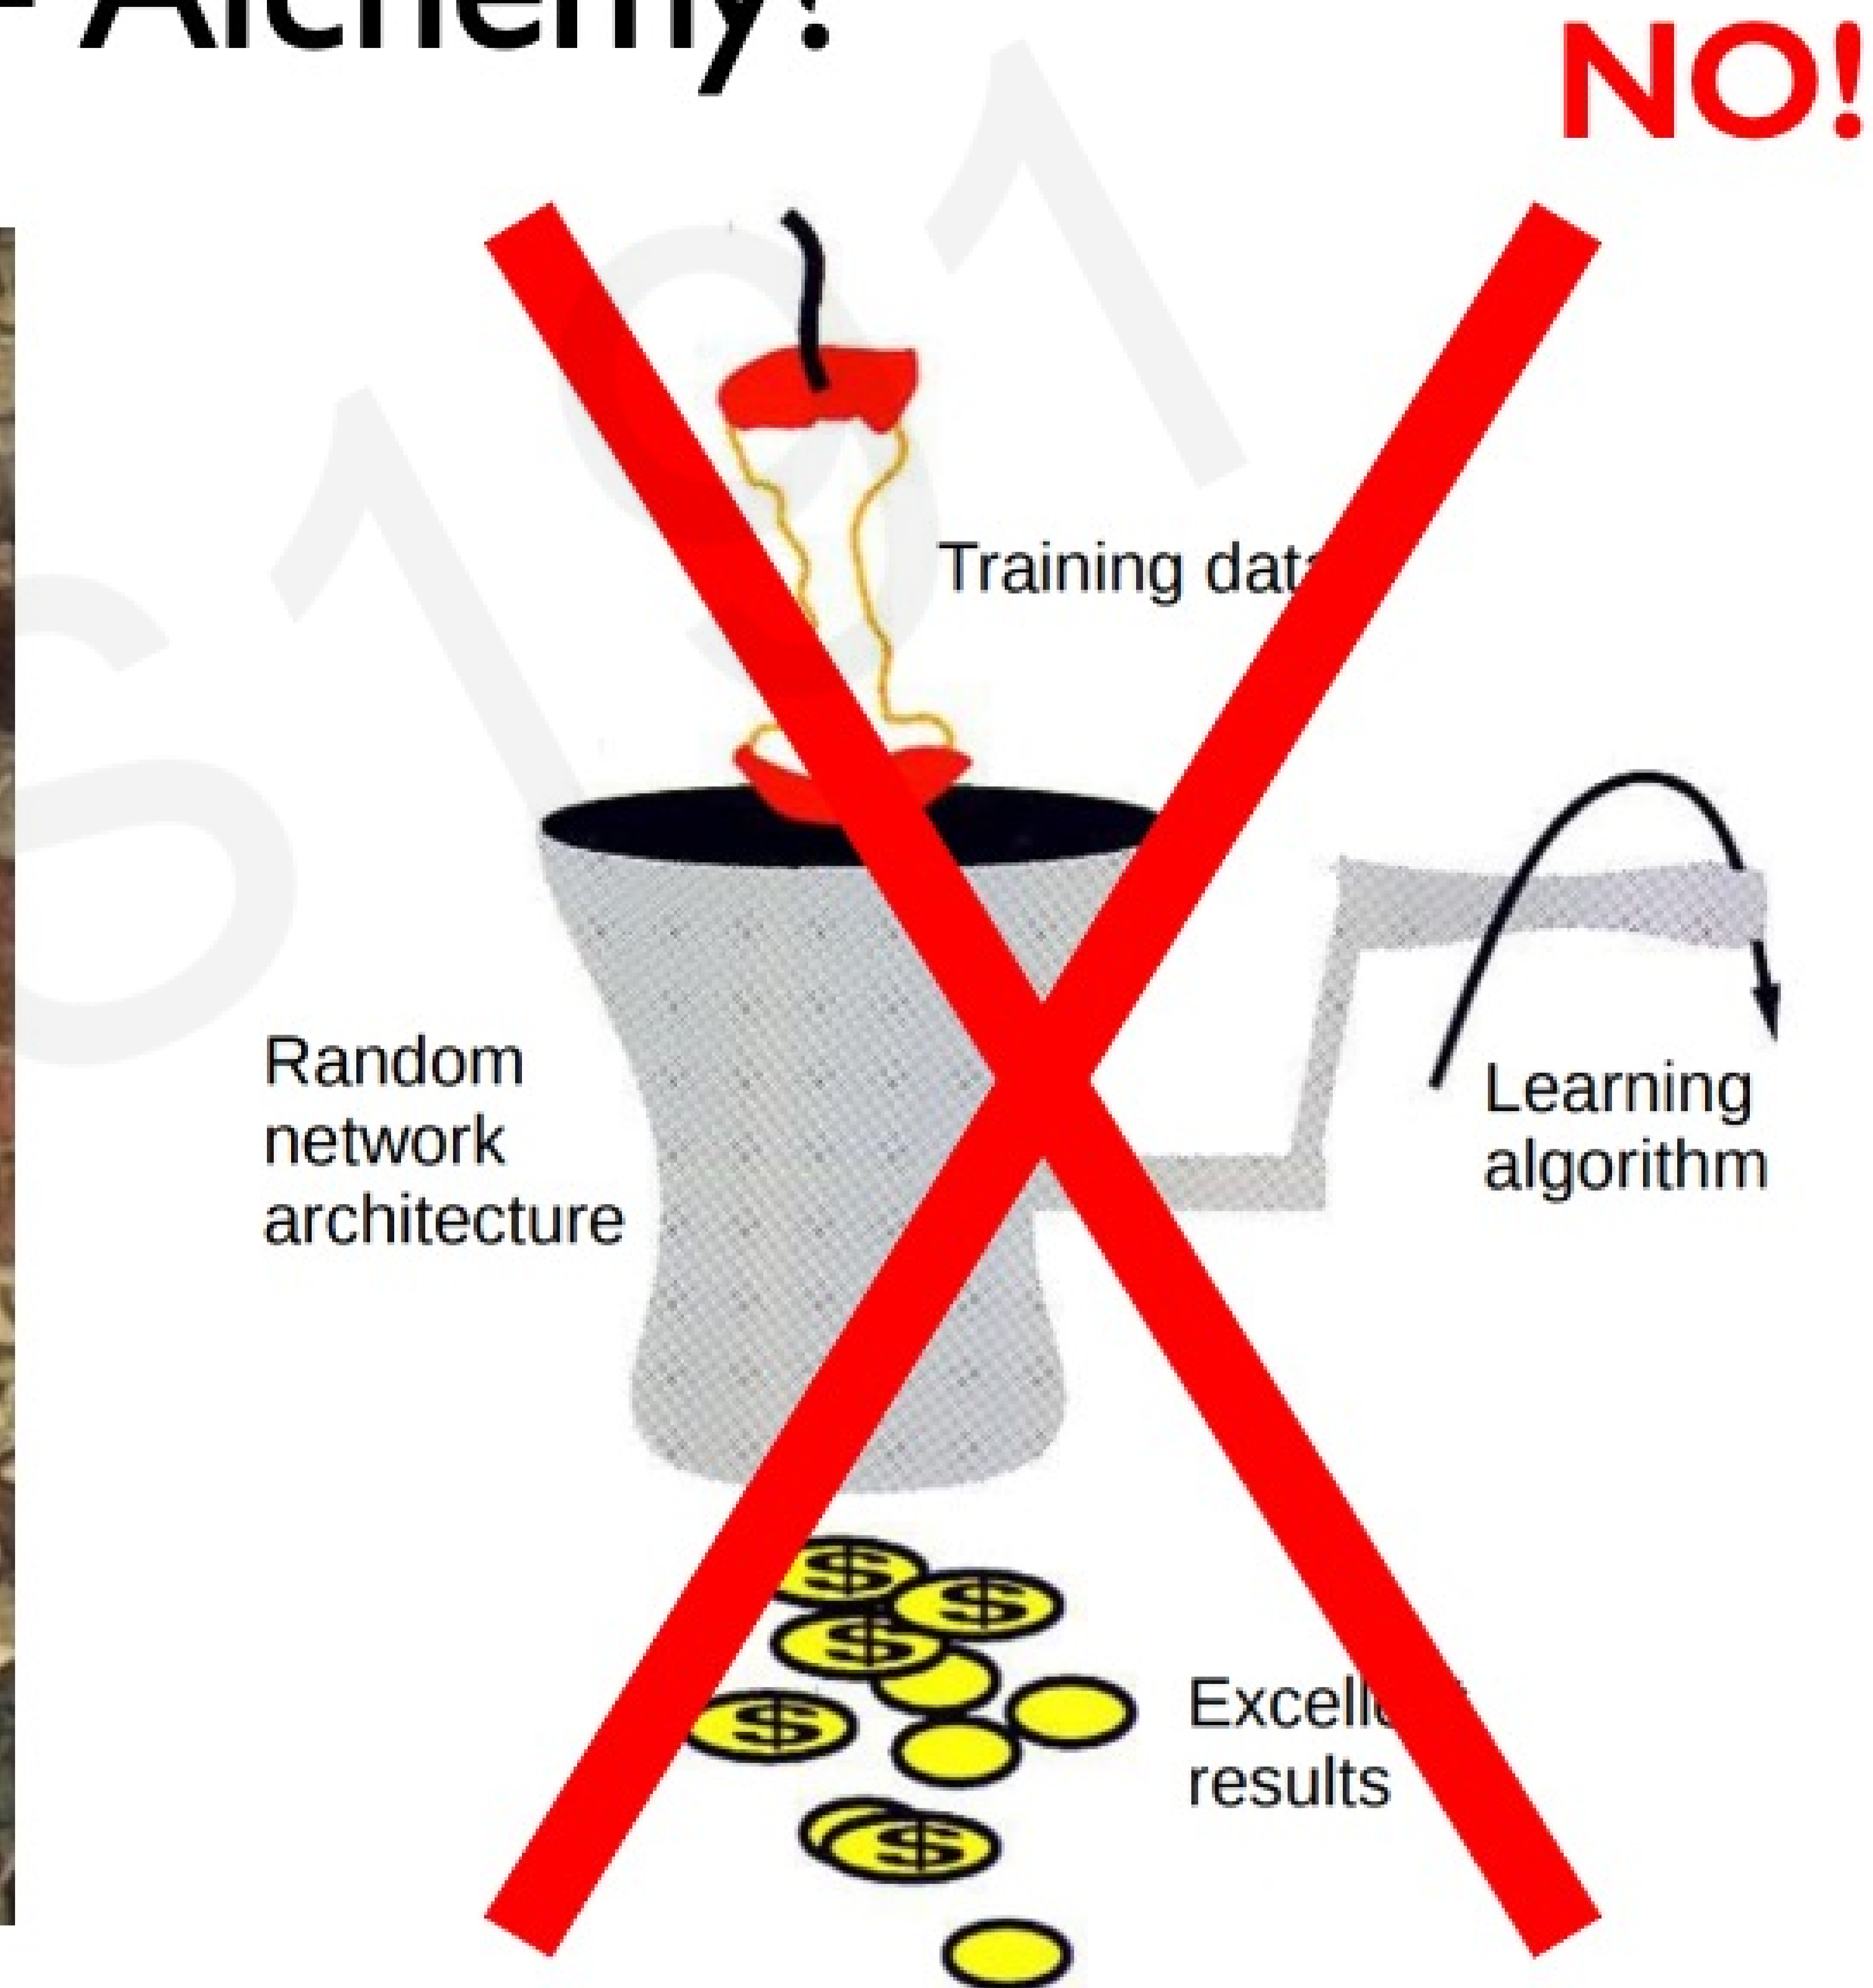 - Alchemy?
NO!
Training data
Random
network
architecture
Learning
algorithm
$
$
$
$
results
$